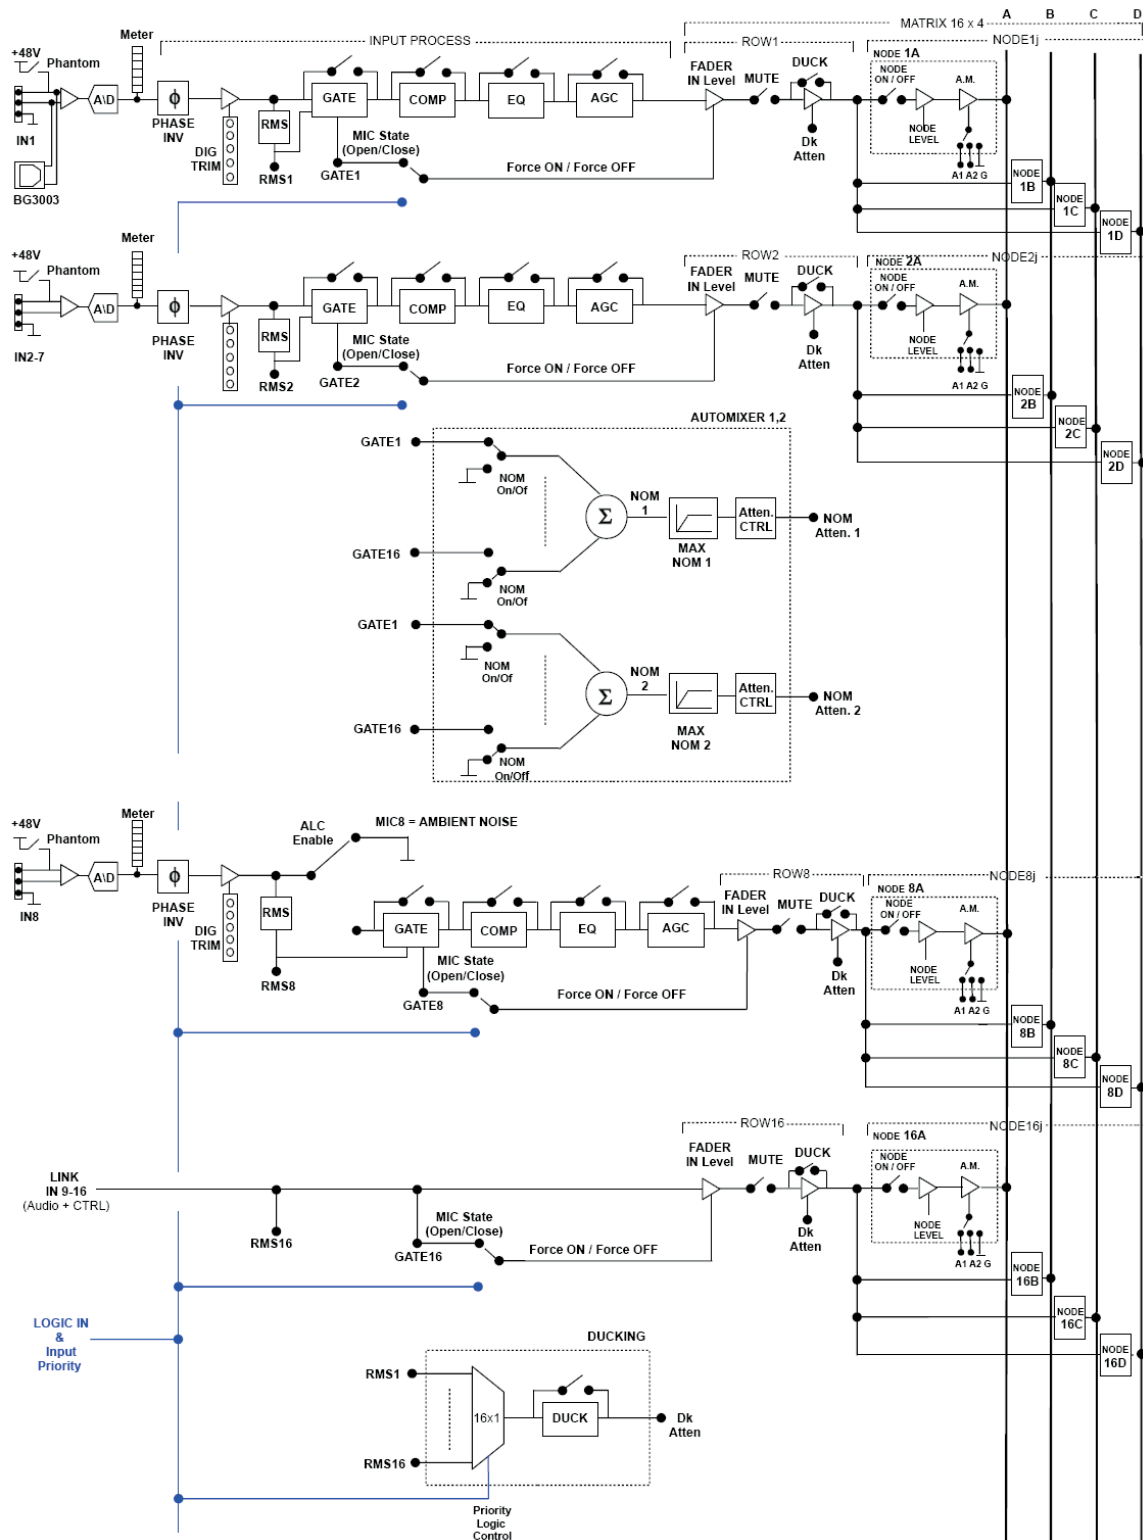 A B C D
MATRIX 16 x 4
+48V
Meter
INPUT PROCESS
ROW1
NODE1j
Phantom
FADER
IN Level
DUCK
MUTE
NODE 1A
NODE
ON / OFF
A.M.
A\D
ϕ
GATE
COMP
EQ
AGC
IN1
PHASE
INV
RMS
DIG
TRIM
MIC State
(Open/Close)
Dk
Atten
NODE
LEVEL
RMS1
GATE1
Force ON / Force OFF
A1 A2 G
BG3003
NODE
1B
NODE
1C
NODE
1D
+48V
Meter
Phantom
ROW2
NODE2j
FADER
IN Level
DUCK
MUTE
NODE 2A
NODE
ON / OFF
A.M.
A\D
ϕ
GATE
COMP
EQ
AGC
IN2-7
PHASE
INV
RMS
MIC State
(Open/Close)
Dk
Atten
NODE
LEVEL
RMS2
GATE2
Force ON / Force OFF
A1 A2 G
NODE
2B
NODE
2C
NODE
2D
AUTOMIXER 1,2
GATE1
NOM
On/Of
Σ
NOM
1
MAX
NOM 1
Atten.
CTRL
NOM
Atten. 1
GATE16
NOM
On/Of
GATE1
NOM
On/Of
Σ
NOM
2
MAX
NOM 2
Atten.
CTRL
NOM
Atten. 2
GATE16
NOM
On/Off
+48V
Meter
Phantom
ALC
Enable
MIC8 = AMBIENT NOISE
A\D
ϕ
IN8
PHASE
INV
DIG
TRIM
RMS
RMS8
GATE
COMP
EQ
AGC
ROW8
NODE8j
FADER
IN Level
DUCK
MUTE
NODE 8A
NODE
ON / OFF
A.M.
MIC State
(Open/Close)
GATE8
Force ON / Force OFF
Dk
Atten
NODE
LEVEL
A1 A2 G
NODE
8B
NODE
8C
NODE
8D
ROW16
NODE16j
FADER
IN Level
DUCK
MUTE
NODE 16A
NODE
ON / OFF
A.M.
LINK
IN 9-16
(Audio + CTRL)
RMS16
MIC State
(Open/Close)
GATE16
Force ON / Force OFF
Dk
Atten
NODE
LEVEL
A1 A2 G
NODE
16B
NODE
16C
NODE
16D
LOGIC IN
&
Input
Priority
DUCKING
RMS1
16x1
DUCK
Dk
Atten
RMS16
Priority
Logic
Control